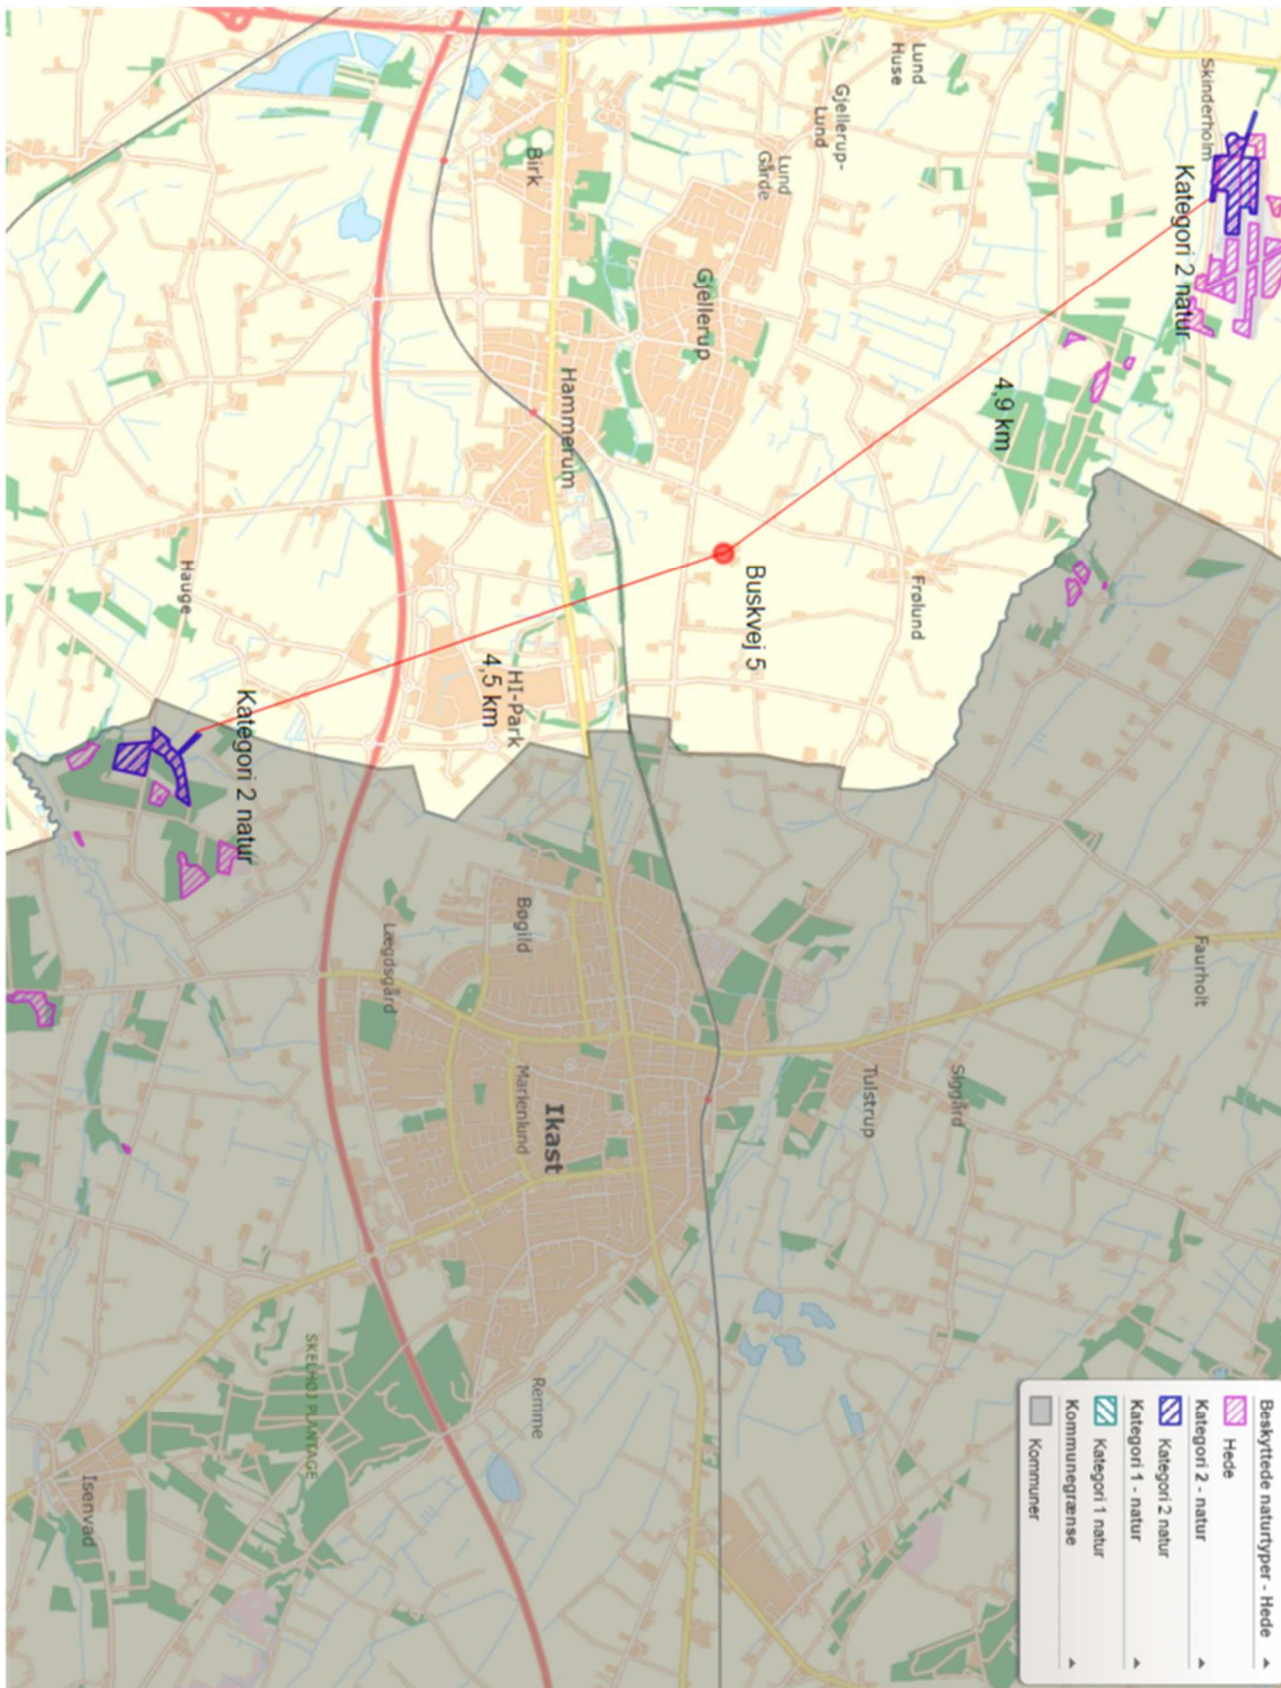 Skinderholm
Kategori 2 natur
Lund
Huse
Gjellerup-
Lund
Lund
Gårde
Birk
Gjellerup
4,9 km
Hammerum
Buskvej 5
Frølund
Hauge
HI-Park
4,5 km
Kategori 2 natur
Bøgild
Lægdsgård
Faurholt
Tulstrup
Siggård
Marienlund
Ikast
Remme
SKELHØJ PLANTAGE
Isenvad
Beskyttede naturtyper - Hede
Hede
Kategori 2 - natur
Kategori 2 natur
Kategori 1 - natur
Kategori 1 natur
Kommunegrænse
Kommuner